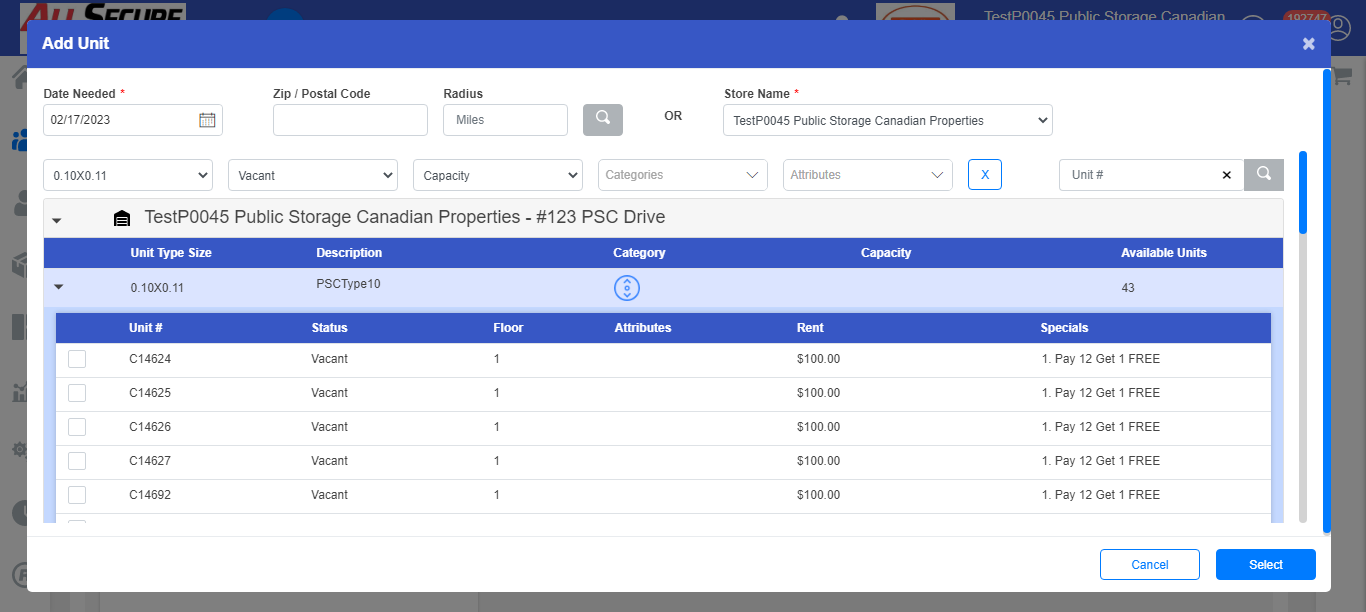 ALL SECURE
TestP0045 Public Storage Canadian
192747
Add Unit
Date Needed *
Zip / Postal Code
Radius
Store Name *
02/17/2023
Miles
OR
TestP0045 Public Storage Canadian Properties
0.10X0.11
Vacant
Capacity
Categories
Attributes
X
Unit #
TestP0045 Public Storage Canadian Properties - #123 PSC Drive
Unit Type Size Description Category Capacity Available Units
0.10X0.11 PSCType10 43
Unit # Status Floor Attributes Rent Specials
C14624 Vacant 1 $100.00 1. Pay 12 Get 1 FREE
C14625 Vacant 1 $100.00 1. Pay 12 Get 1 FREE
C14626 Vacant 1 $100.00 1. Pay 12 Get 1 FREE
C14627 Vacant 1 $100.00 1. Pay 12 Get 1 FREE
C14692 Vacant 1 $100.00 1. Pay 12 Get 1 FREE
Cancel
Select